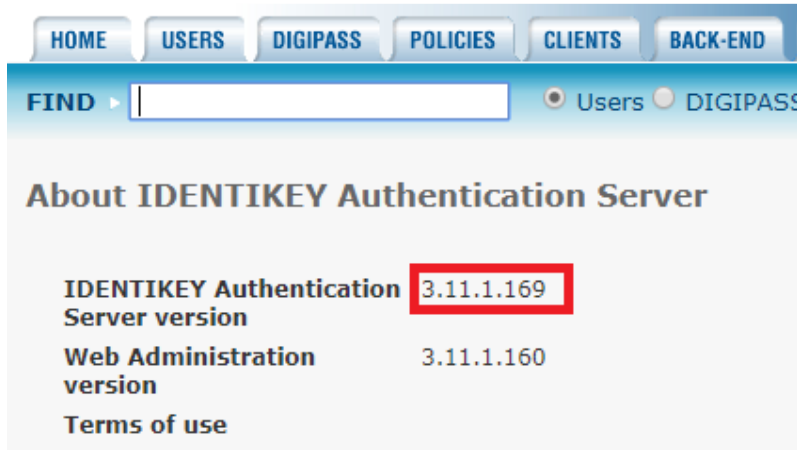 HOME USERS DIGIPASS POLICIES CLIENTS BACK-END
FIND Users DIGIPASS
About IDENTIKEY Authentication Server
IDENTIKEY Authentication 3.11.1.169
Server version
Web Administration 3.11.1.160
version
Terms of use